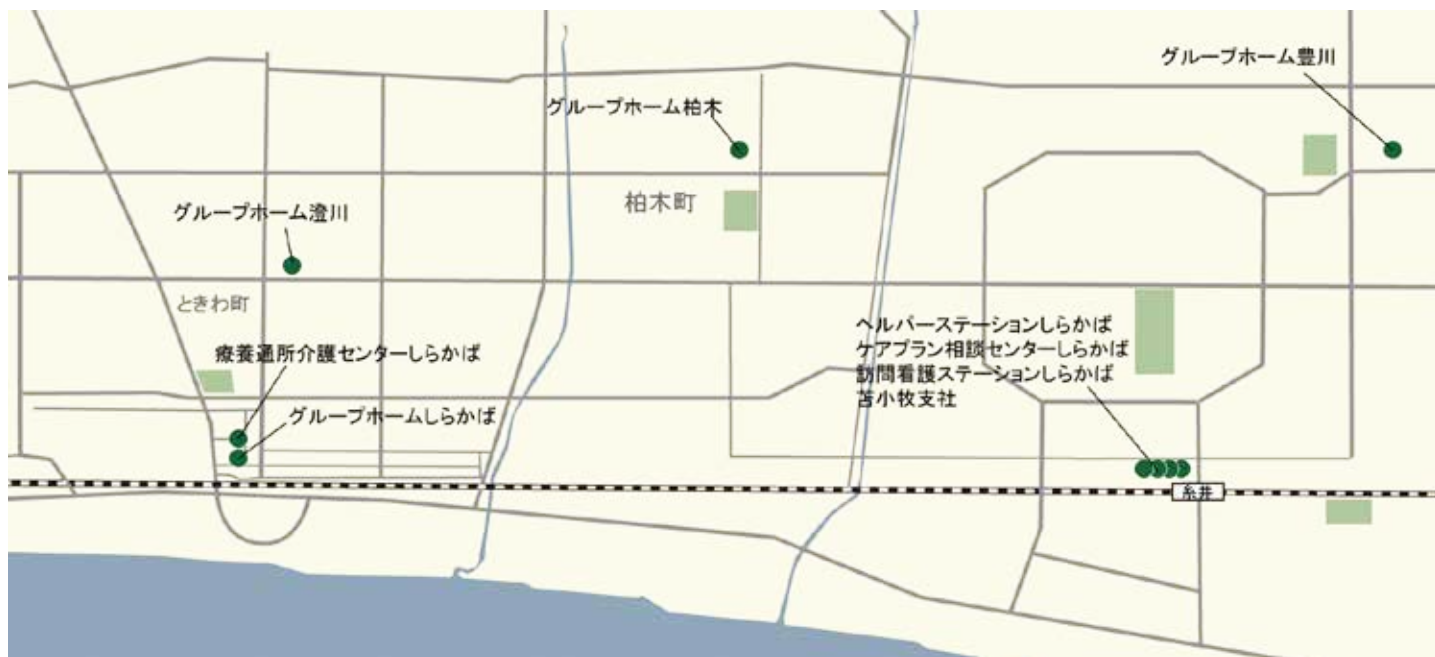 グループホーム豊川
グループホーム柏木
柏木町
グループホーム澄川
ときわ町
療養通所介護センターしらかば
グループホームしらかば
ヘルパーステーションしらかば
ケアプラン相談センターしらかば
訪問看護ステーションしらかば
苫小牧支社
糸井